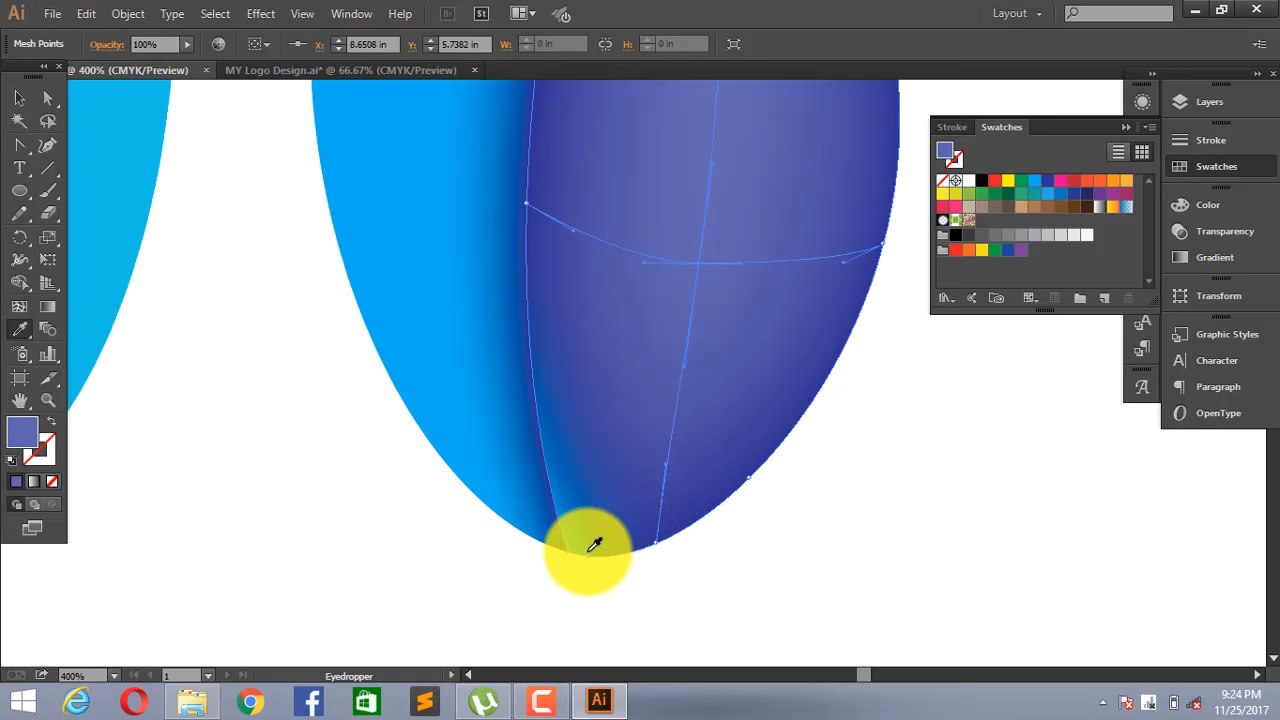 Ai File Edit Object Type Select Effect View Window Help Br St Layout
Mesh Points Opacity: 100% X: 8.6508 in Y: 5.7382 in W: 0 in H: 0 in
@ 400% (CMYK/Preview) × MY Logo Design.ai* @ 66.67% (CMYK/Preview) ×
Layers
Stroke Swatches
Stroke
Swatches
Color
Transparency
Gradient
Transform
Graphic Styles
Character
Paragraph
OpenType
400% 1 Eyedropper
9:24 PM
11/25/2017
Ai